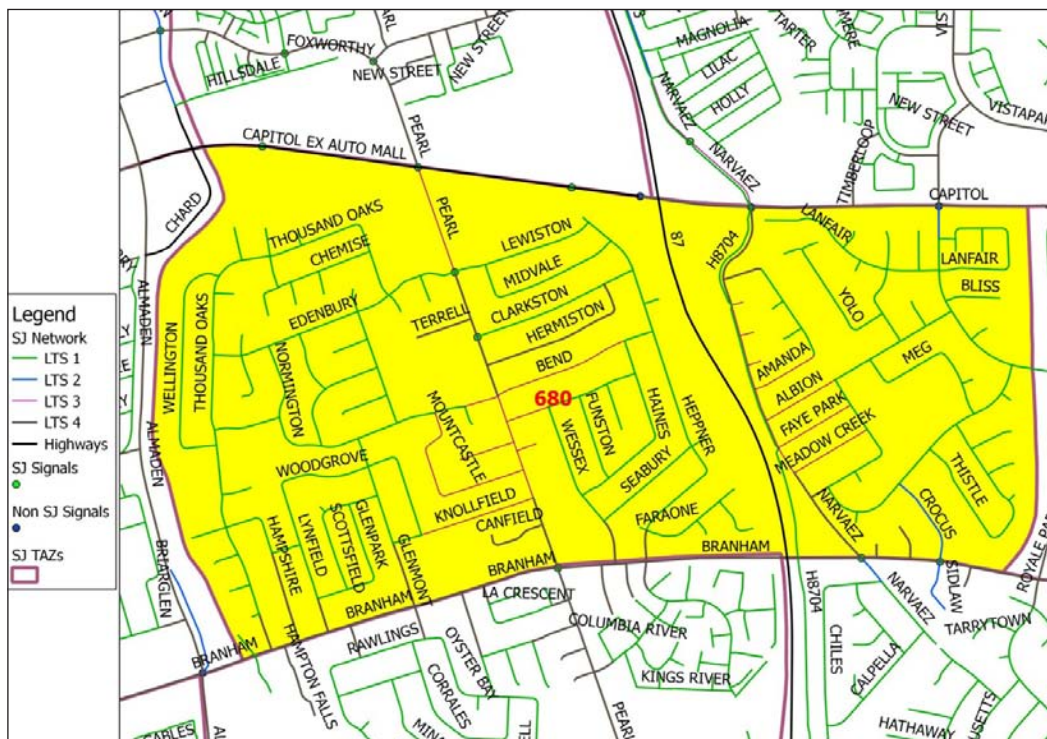 Legend
SJ Network
LTS 1
LTS 2
LTS 3
LTS 4
Highways
SJ Signals
Non SJ Signals
SJ TAZs
PEARL
FOXWORTHY
HILLSDALE
NEW STREET
NEW STREET
MAGNOLIA
LILAC
HOLLY
NARVAEZ
NARVAEZ
NEW STREET
TIMBERLOOP
CAPITOL EX AUTO MALL
PEARL
CAPITOL
CHARD
ALMADEN
ALMADEN
WELLINGTON
THOUSAND OAKS
THOUSAND OAKS
CHEMISE
EDENBURY
NORMINGTON
PEARL
LEWISTON
MIDVALE
TERRELL
CLARKSTON
HERMISTON
BEND
680
87
H8704
LANFAIR
LANFAIR
BLISS
YOLO
MEG
AMANDA
ALBION
FAYE PARK
MEADOW CREEK
MOUNTCASTLE
FUNSTON
WESSEX
HAINES
HEPPNER
SEABURY
WOODGROVE
KNOLLFIELD
CANFIELD
FARAONE
THISTLE
CROCUS
NARVAEZ
HAMPSHIRE
LYNFIELD
SCOTTSFIELD
GLENPARK
GLENMONT
BRANHAM
BRANHAM
BRANHAM
BRANHAM
BRIARGLEN
LA CRESCENT
H8704
NARVAEZ
SIDLAW
TARRYTOWN
RAWLINGS
HAMPTON FALLS
OYSTER BAY
CORRALES
COLUMBIA RIVER
KINGS RIVER
CHILES
CALPELLA
PEARL
HATHAWAY